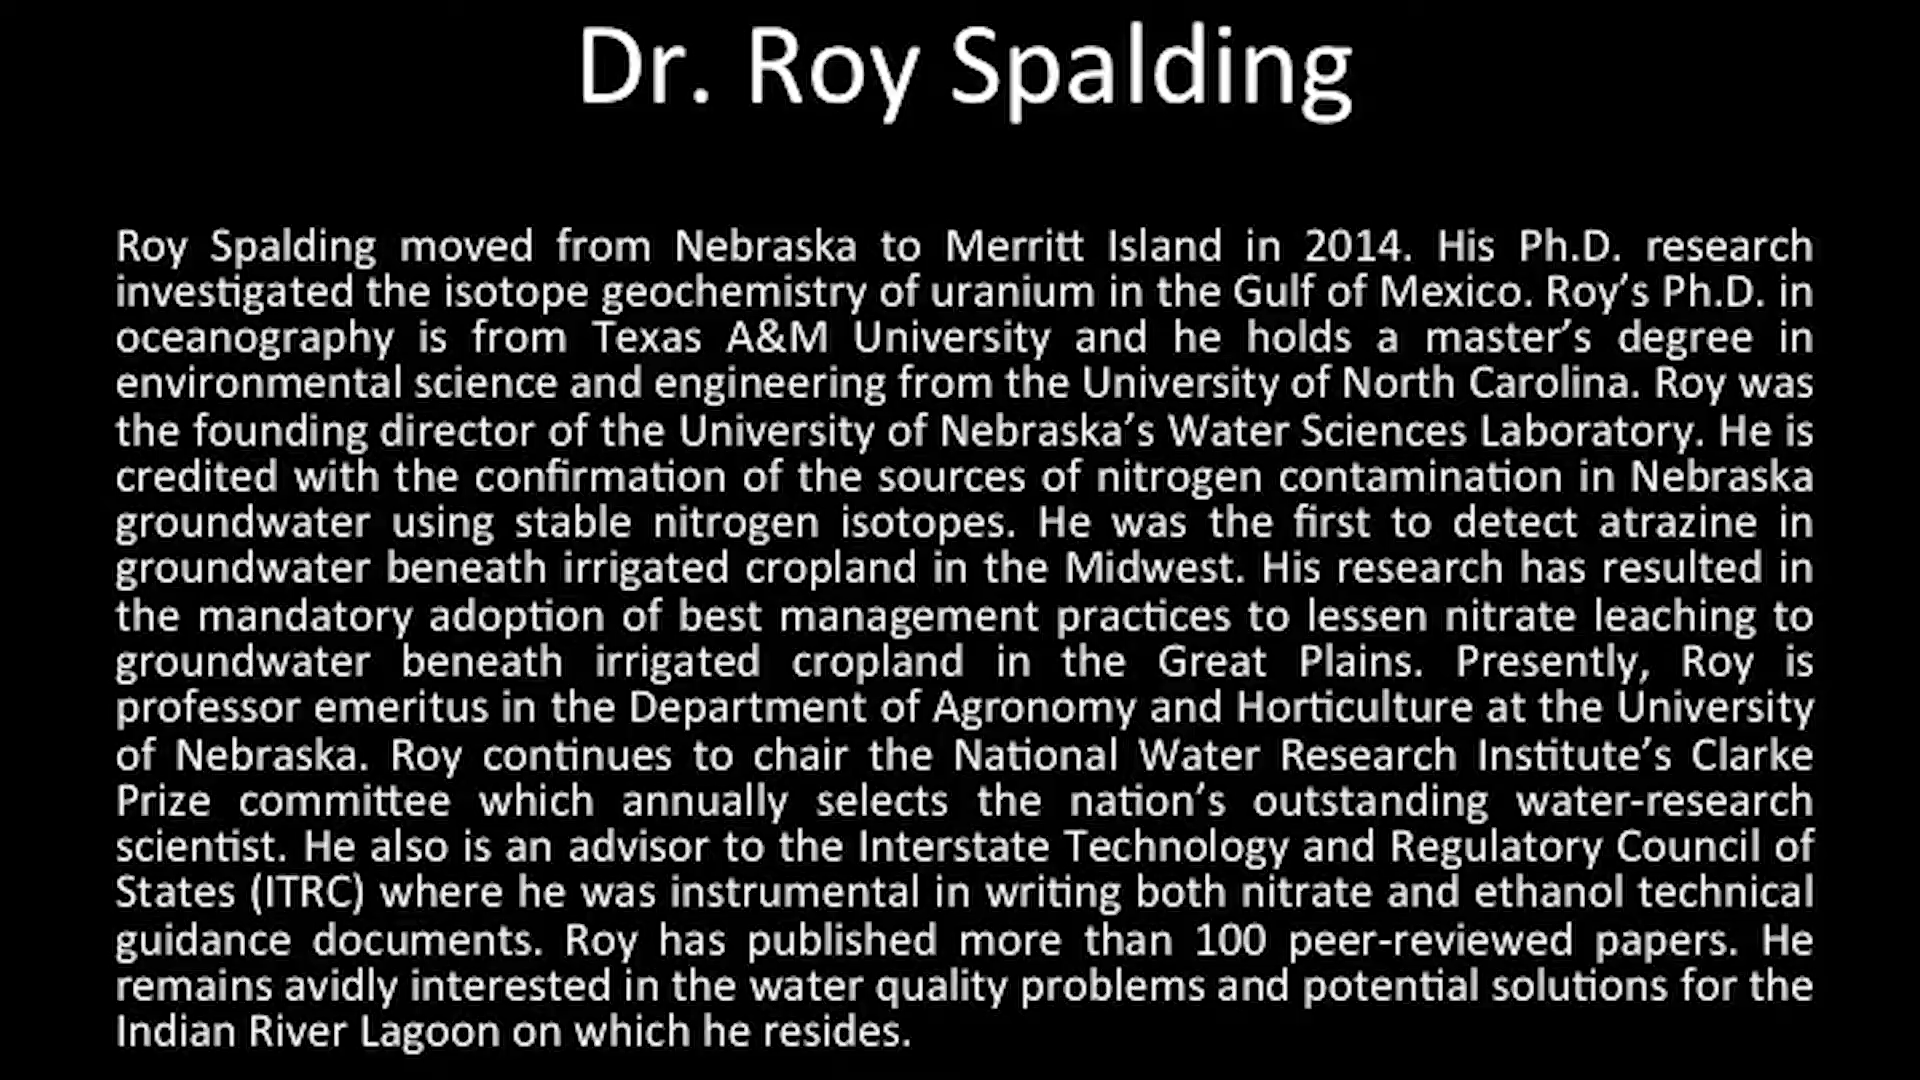 Dr. Roy Spalding
Roy Spalding moved from Nebraska to Merritt Island in 2014. His Ph.D. research
investigated the isotope geochemistry of uranium in the Gulf of Mexico. Roy’s Ph.D. in
oceanography is from Texas A&M University and he holds a master’s degree in
environmental science and engineering from the University of North Carolina. Roy was
the founding director of the University of Nebraska’s Water Sciences Laboratory. He is
credited with the confirmation of the sources of nitrogen contamination in Nebraska
groundwater using stable nitrogen isotopes. He was the first to detect atrazine in
groundwater beneath irrigated cropland in the Midwest. His research has resulted in
the mandatory adoption of best management practices to lessen nitrate leaching to
groundwater beneath irrigated cropland in the Great Plains. Presently, Roy is
professor emeritus in the Department of Agronomy and Horticulture at the University
of Nebraska. Roy continues to chair the National Water Research Institute’s Clarke
Prize committee which annually selects the nation’s outstanding water-research
scientist. He also is an advisor to the Interstate Technology and Regulatory Council of
States (ITRC) where he was instrumental in writing both nitrate and ethanol technical
guidance documents. Roy has published more than 100 peer-reviewed papers. He
remains avidly interested in the water quality problems and potential solutions for the
Indian River Lagoon on which he resides.